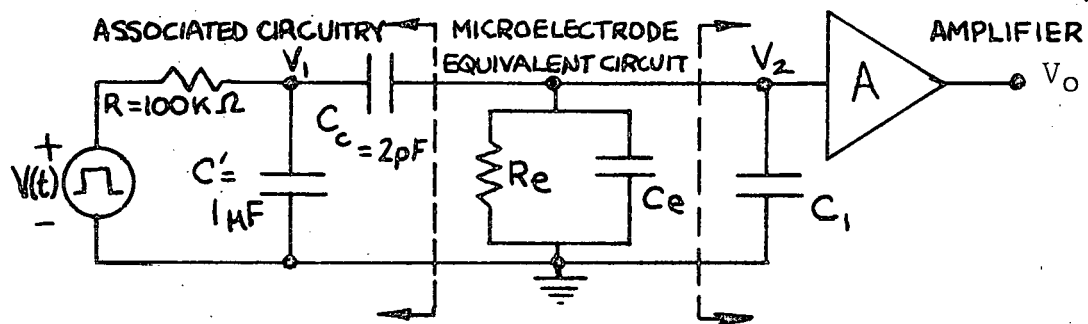 ASSOCIATED CIRCUITRY
MICROELECTRODE
EQUIVALENT CIRCUIT
AMPLIFIER
V1
V2
A
VO
R=100KΩ
Cc
=2pF
+
V(t)
-
C'=
1μF
Re
Ce
C1